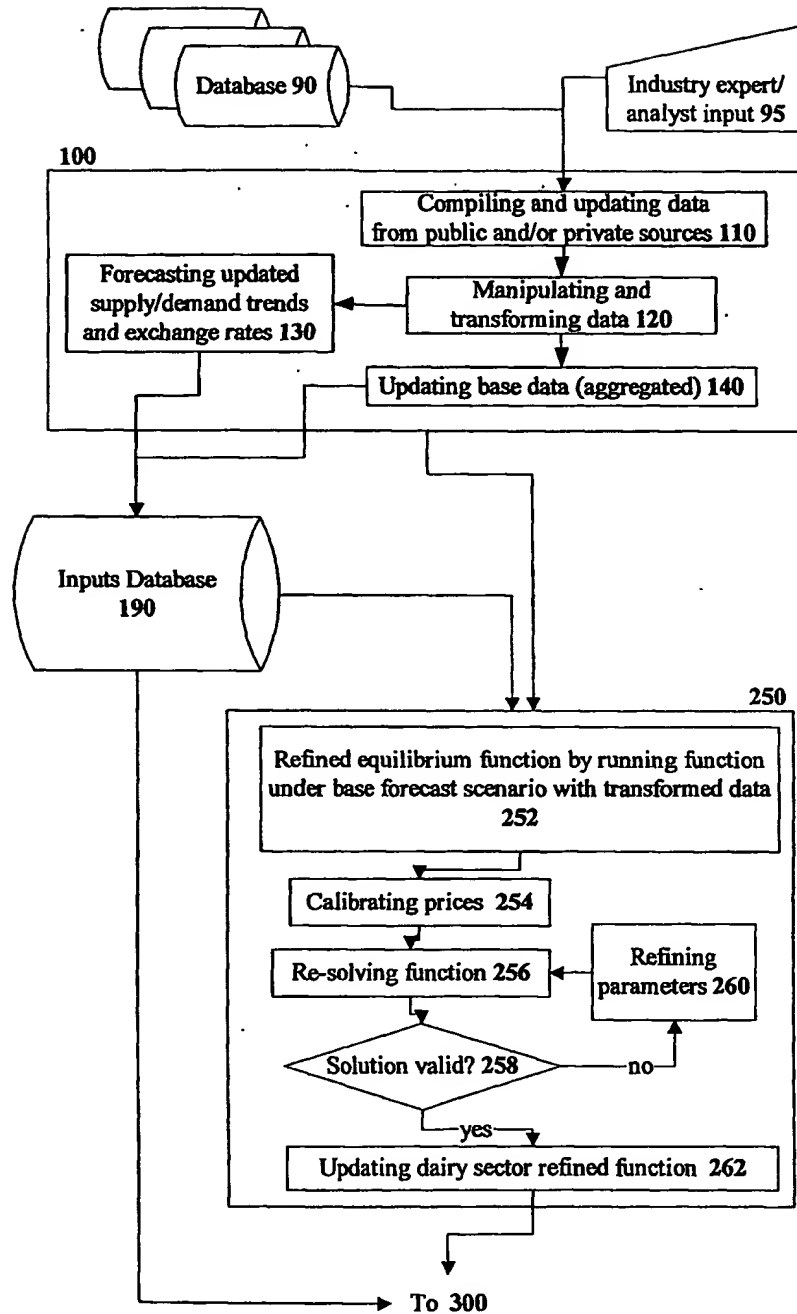 Database 90
Industry expert/
analyst input 95
100
Compiling and updating data
from public and/or private sources 110
Forecasting updated
supply/demand trends
and exchange rates 130
Manipulating and
transforming data 120
Updating base data (aggregated) 140
Inputs Database
190
250
Refined equilibrium function by running function
under base forecast scenario with transformed data
252
Calibrating prices 254
Re-solving function 256
Refining
parameters 260
Solution valid? 258
no
yes
Updating dairy sector refined function 262
To 300